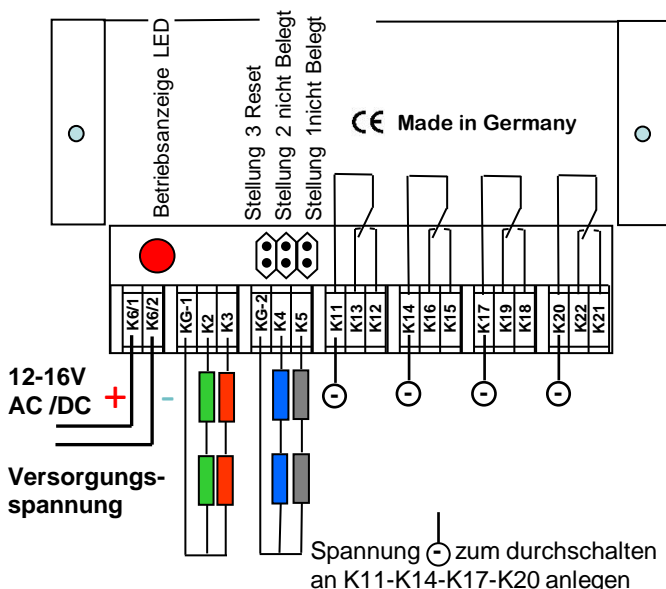 Betriebsanzeige LED
Stellung 3 Reset
Stellung 2 nicht Belegt
Stellung 1nicht Belegt
CE Made in Germany
K6/1
K6/2
KG-1
K2
K3
KG-2
K4
K5
K11
K13
K12
K14
K16
K15
K17
K19
K18
K20
K22
K21
12-16V
AC /DC + -
Versorgungs-
spannung
- - - -
Spannung - zum durchschalten
an K11-K14-K17-K20 anlegen